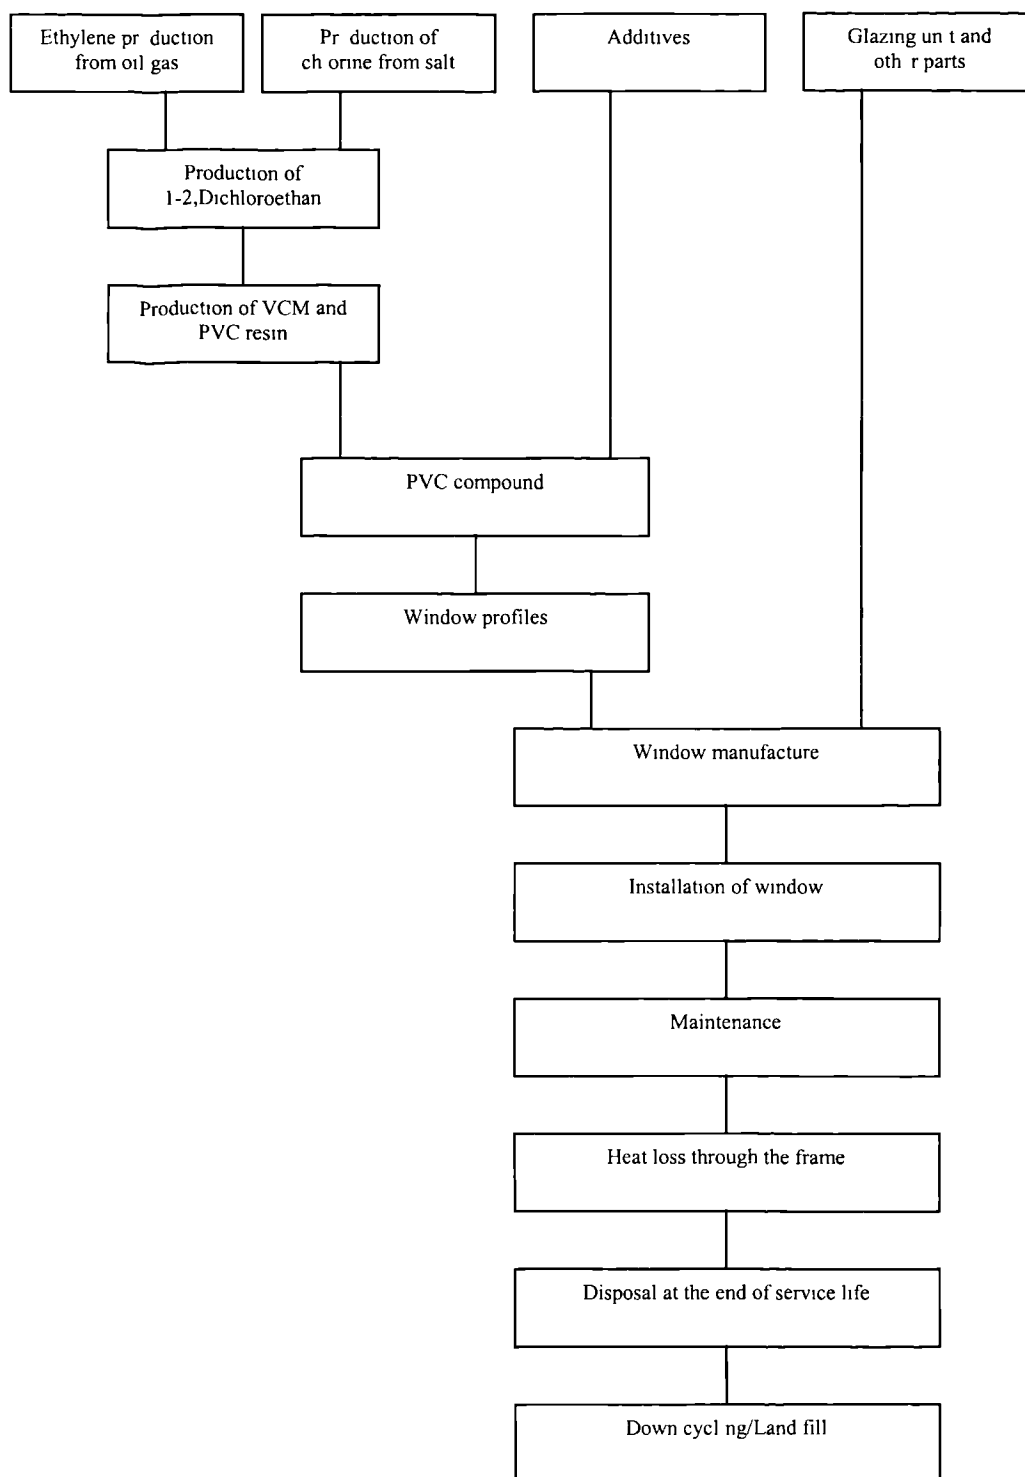 Ethylene pr duction
from oil gas
Pr duction of
ch orine from salt
Additives
Glazing un t and
oth r parts
Production of
1-2,Dichloroethan
Production of VCM and
PVC resin
PVC compound
Window profiles
Window manufacture
Installation of window
Maintenance
Heat loss through the frame
Disposal at the end of service life
Down cycl ng/Land fill